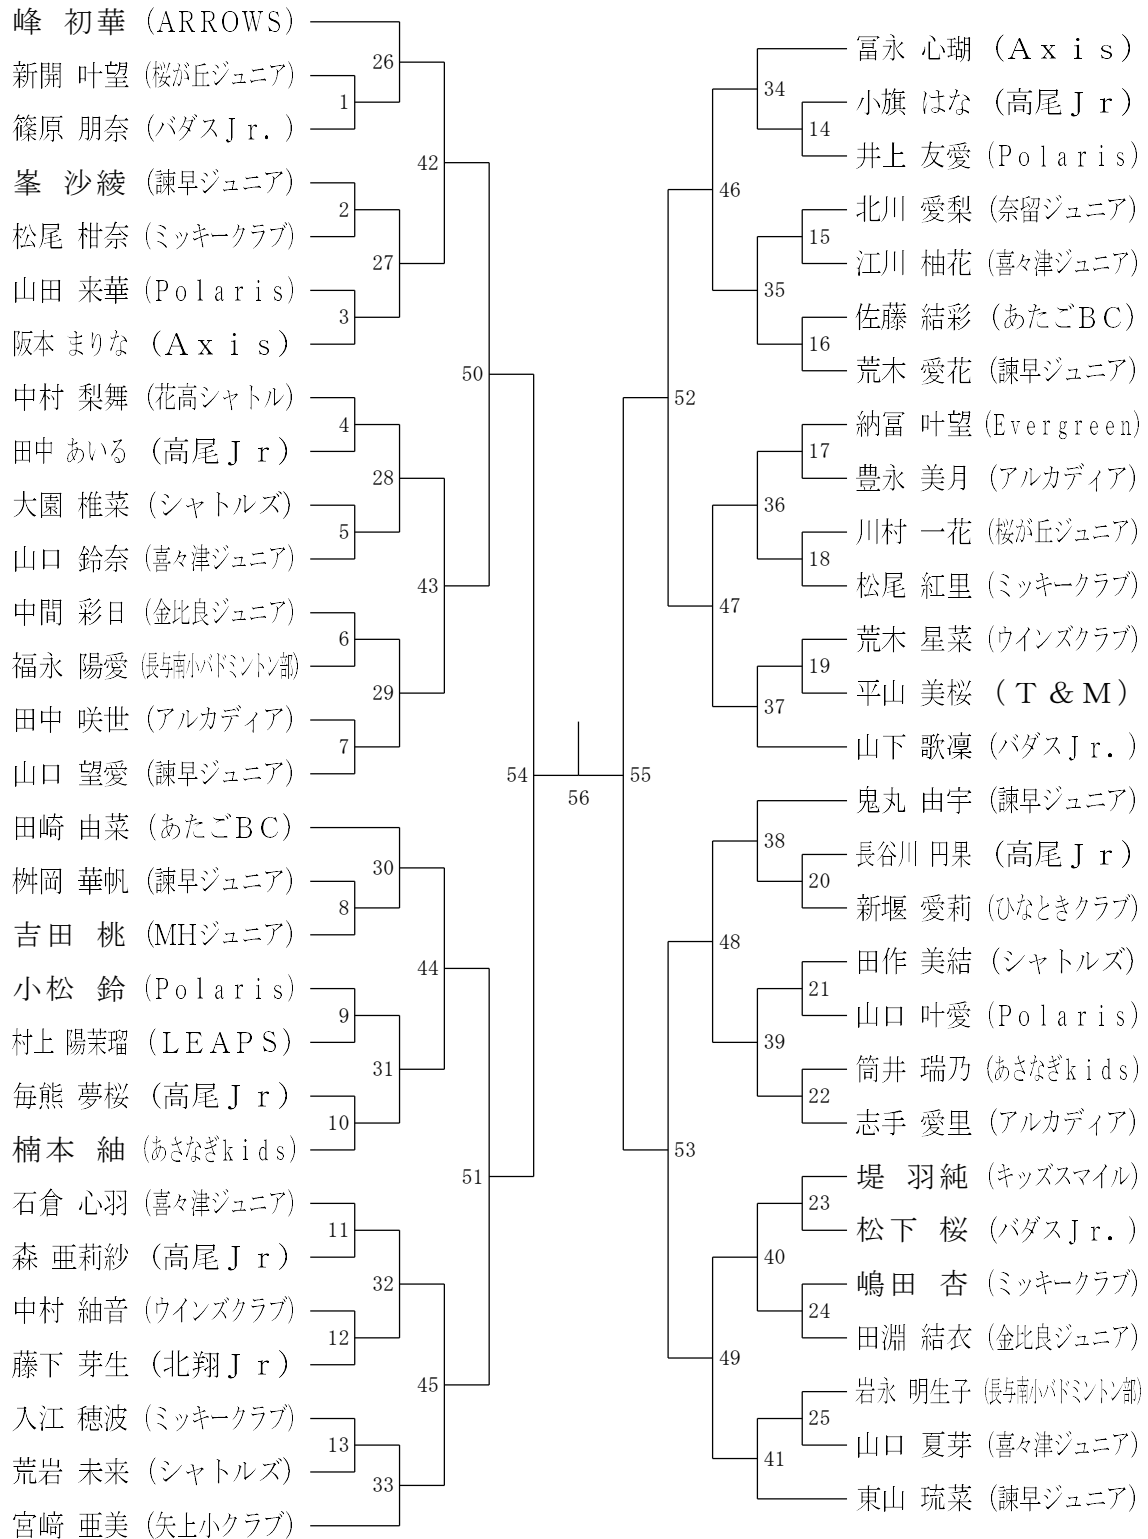 峰 初華 (ARROWS)
新開 叶望 (桜が丘ジュニア)
篠原 朋奈 (バダスＪｒ．)
峯 沙綾 (諫早ジュニア)
松尾 柑奈 (ミッキークラブ)
山田 来華 (Polaris)
阪本 まりな (Ａｘｉｓ)
中村 梨舞 (花高シャトル)
田中 あいる (高尾Ｊｒ)
大園 椎菜 (シャトルズ)
山口 鈴奈 (喜々津ジュニア)
中間 彩日 (金比良ジュニア)
福永 陽愛 (長与南小バドミントン部)
田中 咲世 (アルカディア)
山口 望愛 (諫早ジュニア)
田崎 由菜 (あたごＢＣ)
桝岡 華帆 (諫早ジュニア)
吉田 桃 (MHジュニア)
小松 鈴 (Polaris)
村上 陽茉瑠 (ＬＥＡＰＳ)
毎熊 夢桜 (高尾Ｊｒ)
楠本 紬 (あさなぎｋｉｄｓ)
石倉 心羽 (喜々津ジュニア)
森 亜莉紗 (高尾Ｊｒ)
中村 紬音 (ウインズクラブ)
藤下 芽生 (北翔Ｊｒ)
入江 穂波 (ミッキークラブ)
荒岩 未来 (シャトルズ)
宮﨑 亜美 (矢上小クラブ)
1
2
3
4
5
6
7
8
9
10
11
12
13
26
27
28
29
30
31
32
33
42
43
44
45
50
51
54
56
55
52
53
46
47
48
49
34
35
36
37
38
39
40
41
14
15
16
17
18
19
20
21
22
23
24
25
冨永 心瑚 (Ａｘｉｓ)
小旗 はな (高尾Ｊｒ)
井上 友愛 (Polaris)
北川 愛梨 (奈留ジュニア)
江川 柚花 (喜々津ジュニア)
佐藤 結彩 (あたごＢＣ)
荒木 愛花 (諫早ジュニア)
納冨 叶望 (Evergreen)
豊永 美月 (アルカディア)
川村 一花 (桜が丘ジュニア)
松尾 紅里 (ミッキークラブ)
荒木 星菜 (ウインズクラブ)
平山 美桜 (Ｔ＆Ｍ)
山下 歌凜 (バダスＪｒ．)
鬼丸 由宇 (諫早ジュニア)
長谷川 円果 (高尾Ｊｒ)
新堰 愛莉 (ひなときクラブ)
田作 美結 (シャトルズ)
山口 叶愛 (Polaris)
筒井 瑞乃 (あさなぎｋｉｄｓ)
志手 愛里 (アルカディア)
堤 羽純 (キッズスマイル)
松下 桜 (バダスＪｒ．)
嶋田 杏 (ミッキークラブ)
田淵 結衣 (金比良ジュニア)
岩永 明生子 (長与南小バドミントン部)
山口 夏芽 (喜々津ジュニア)
東山 琉菜 (諫早ジュニア)